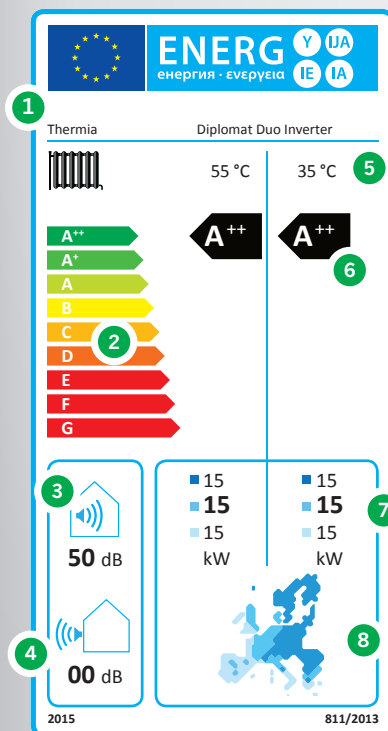 ENERG Y IJA
енергия · ενεργεια IE IA
1
Thermia Diplomat Duo Inverter
55 °C 35 °C 5
A++ A++
6
A++
A+
A
B
C
2
D
E
F
G
3
50 dB
4
00 dB
15 15
15 15 7
15 15
kW kW
8
2015 811/2013